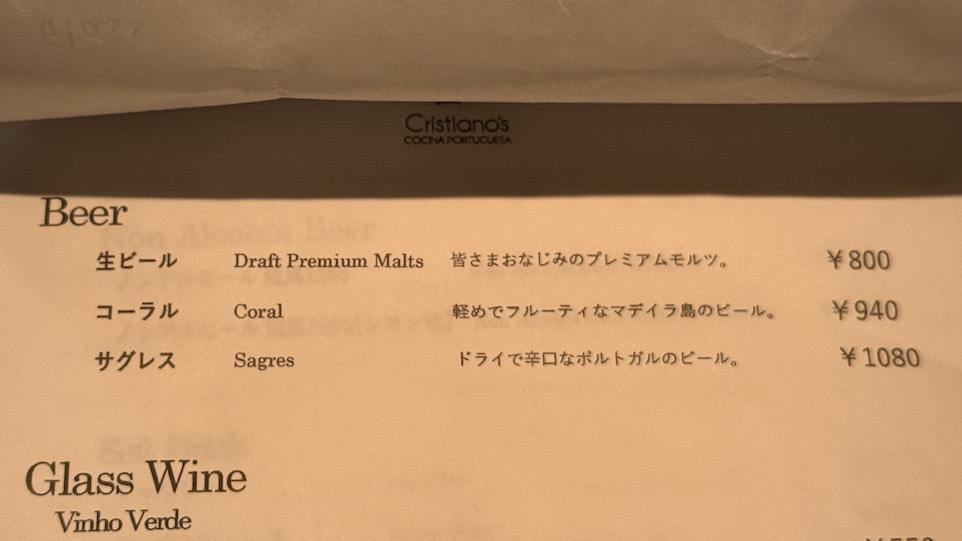 Cristiano's
COCINA PORTUGUESA
Beer
生ビール Draft Premium Malts 皆さまおなじみのプレミアムモルツ。 ￥800
コーラル Coral 軽めでフルーティなマデイラ島のビール。 ￥940
サグレス Sagres ドライで辛口なポルトガルのビール。 ￥1080
Glass Wine
Vinho Verde